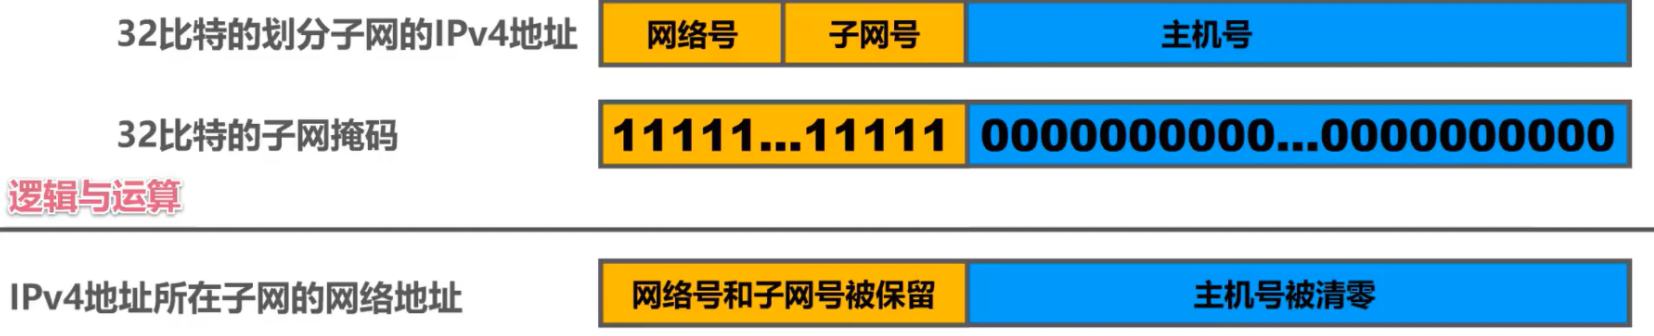 32比特的划分子网的IPv4地址 网络号 子网号 主机号
32比特的子网掩码 11111...11111 0000000000...0000000000
逻辑与运算
IPv4地址所在子网的网络地址 网络号和子网号被保留 主机号被清零